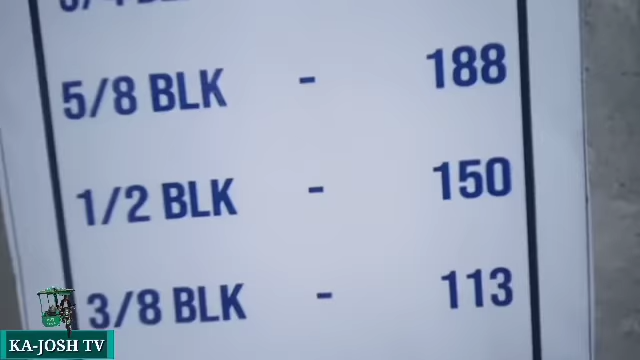 5/8 BLK - 188
1/2 BLK - 150
3/8 BLK - 113
KA-JOSH TV